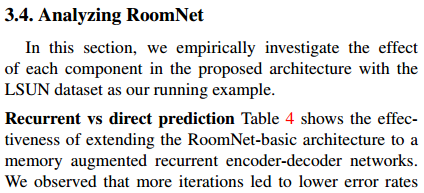 3.4. Analyzing RoomNet
In this section, we empirically investigate the effect
of each component in the proposed architecture with the
LSUN dataset as our running example.
Recurrent vs direct prediction Table 4 shows the effec-
tiveness of extending the RoomNet-basic architecture to a
memory augmented recurrent encoder-decoder networks.
We observed that more iterations led to lower error rates